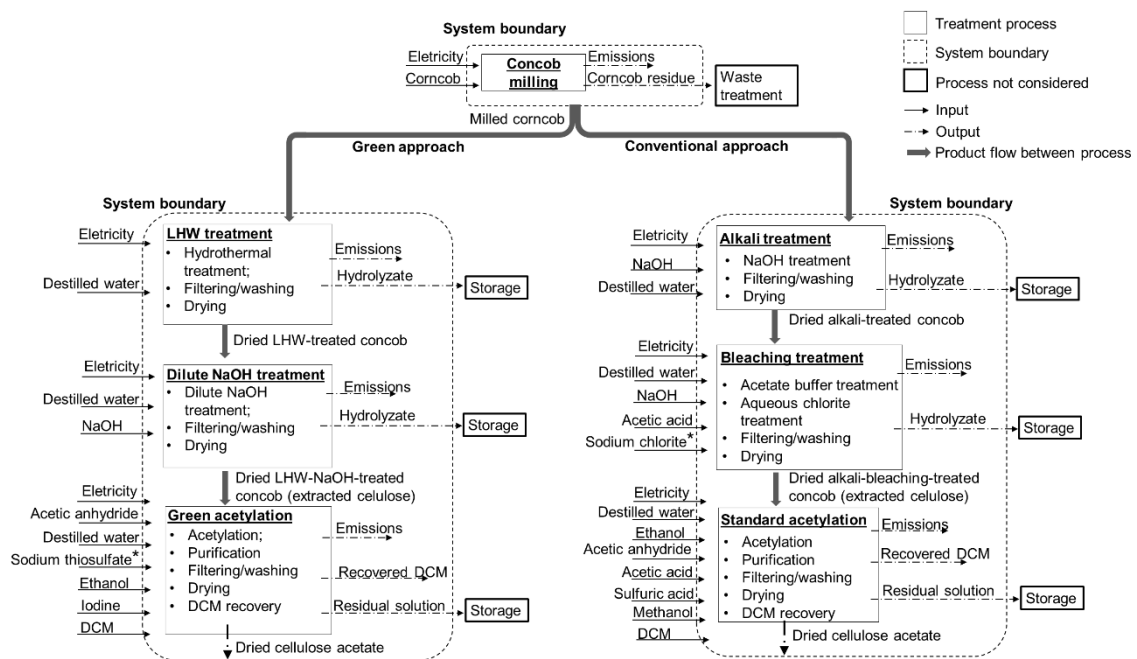 System boundary
Eletricity
Corncob
Concob
milling
Emissions
Corncob residue
Waste
treatment
Milled corncob
Green approach
Conventional approach
Treatment process
System boundary
Process not considered
Input
Output
Product flow between process
System boundary
Eletricity
Destilled water
LHW treatment
• Hydrothermal
treatment;
• Filtering/washing
• Drying
Emissions
Hydrolyzate
Storage
Dried LHW-treated concob
Eletricity
Destilled water
NaOH
Dilute NaOH treatment
• Dilute NaOH
treatment;
• Filtering/washing
• Drying
Emissions
Hydrolyzate
Storage
Dried LHW-NaOH-treated
concob (extracted celulose)
Eletricity
Acetic anhydride
Destilled water
Sodium thiosulfate*
Ethanol
Iodine
DCM
Green acetylation
• Acetylation;
• Purification
• Filtering/washing
• Drying
• DCM recovery
Emissions
Recovered DCM
Residual solution
Storage
Dried cellulose acetate
System boundary
Eletricity
NaOH
Destilled water
Alkali treatment
• NaOH treatment
• Filtering/washing
• Drying
Emissions
Hydrolyzate
Storage
Dried alkali-treated concob
Eletricity
Destilled water
NaOH
Acetic acid
Sodium chlorite*
Bleaching treatment
• Acetate buffer treatment
• Aqueous chlorite
treatment
• Filtering/washing
• Drying
Emissions
Hydrolyzate
Storage
Dried alkali-bleaching-treated
concob (extracted celulose)
Eletricity
Destilled water
Ethanol
Acetic anhydride
Acetic acid
Sulfuric acid
Methanol
DCM
Standard acetylation
• Acetylation
• Purification
• Filtering/washing
• Drying
• DCM recovery
Emissions
Recovered DCM
Residual solution
Storage
Dried cellulose acetate